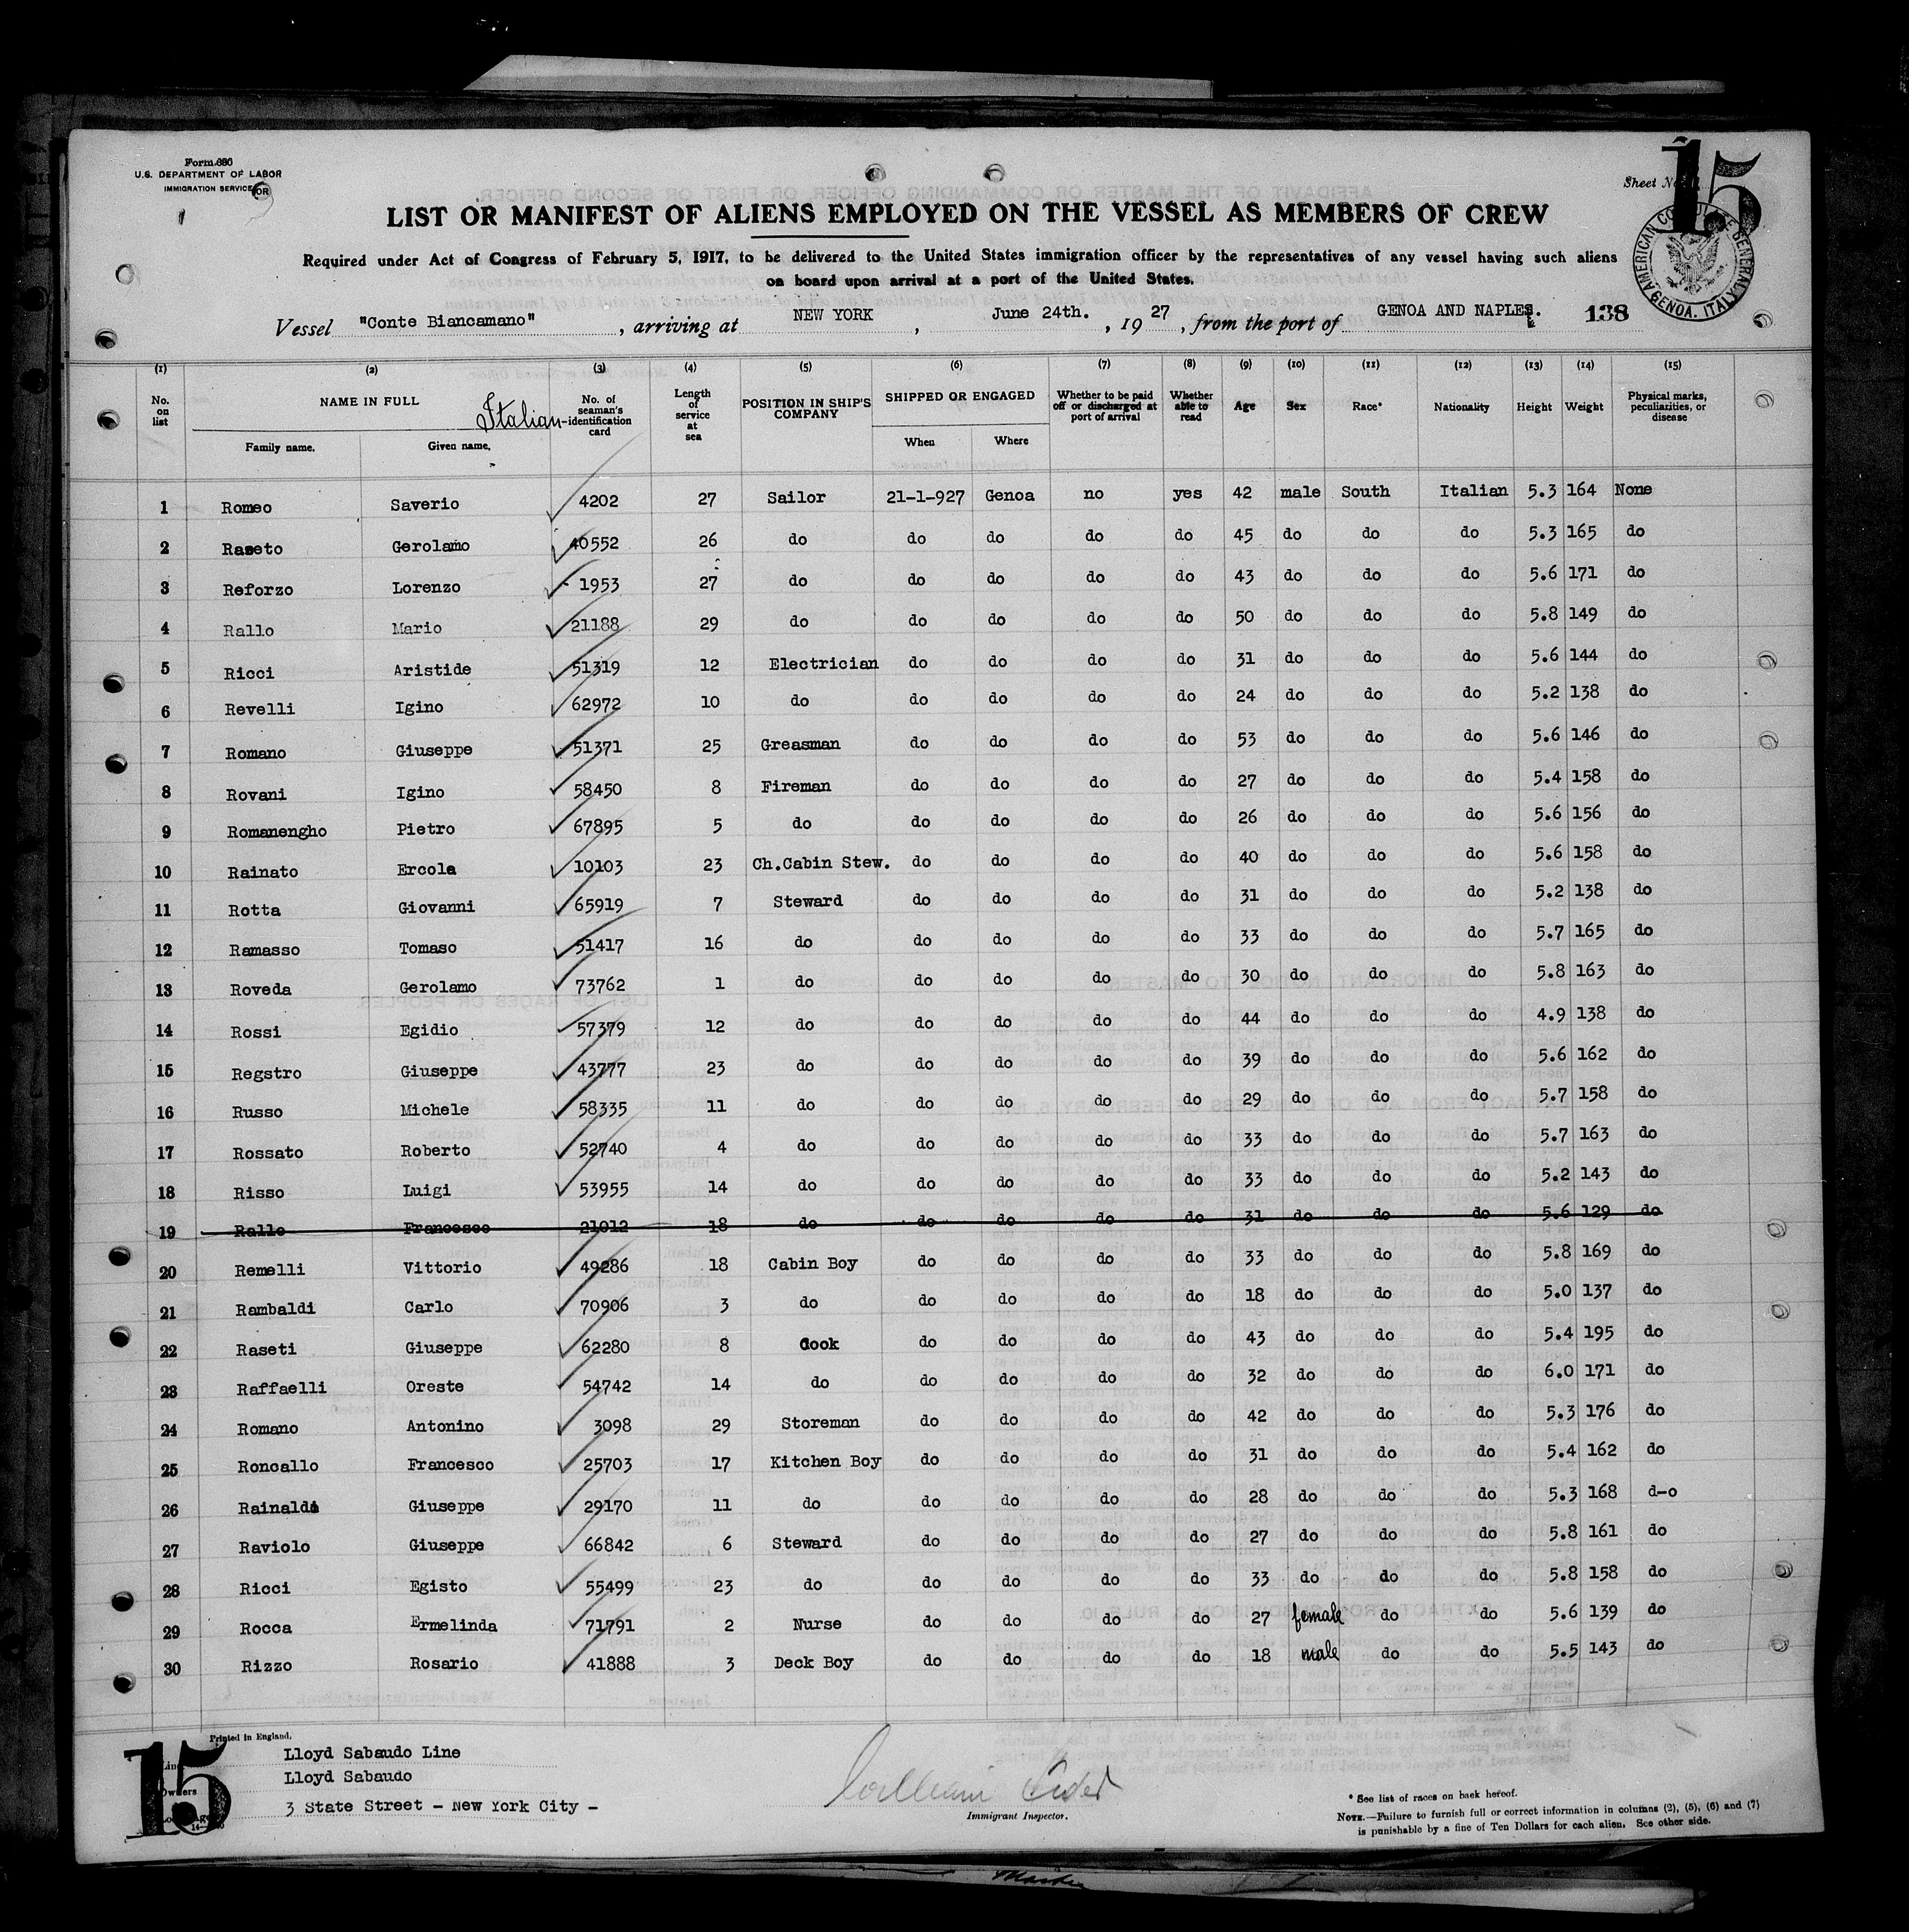 Form 680
U.S. DEPARTMENT OF LABOR
IMMIGRATION SERVICE
Sheet No.
15
AMERICAN CONSULATE GENERAL GENOA. ITALY
LIST OR MANIFEST OF ALIENS EMPLOYED ON THE VESSEL AS MEMBERS OF CREW
Required under Act of Congress of February 5, 1917, to be delivered to the United States immigration officer by the representatives of any vessel having such aliens
on board upon arrival at a port of the United States.
Vessel "Conte Biancamano", arriving at NEW YORK, June 24th., 1927, from the port of GENOA AND NAPLES. 138
(1) (2) (3) (4) (5) (6) (7) (8) (9) (10) (11) (12) (13) (14) (15)
No. on list NAME IN FULL Italian No. of seaman's identification card Length of service at sea POSITION IN SHIP'S COMPANY SHIPPED OR ENGAGED Whether to be paid off or discharged at port of arrival Whether able to read Age Sex Race* Nationality Height Weight Physical marks, peculiarities, or disease
Family name. Given name. When Where
1 Romeo Saverio 4202 27 Sailor 21-1-927 Genoa no yes 42 male South Italian 5.3 164 None
2 Raseto Gerolamo 40552 26 do do do do do 45 do do do 5.3 165 do
3 Reforzo Lorenzo 1953 27 do do do do do 43 do do do 5.6 171 do
4 Rallo Mario 21188 29 do do do do do 50 do do do 5.8 149 do
5 Ricci Aristide 51319 12 Electrician do do do do 31 do do do 5.6 144 do
6 Revelli Igino 62972 10 do do do do do 24 do do do 5.2 138 do
7 Romano Giuseppe 51371 25 Greasman do do do do 53 do do do 5.6 146 do
8 Rovani Igino 58450 8 Fireman do do do do 27 do do do 5.4 158 do
9 Romanengho Pietro 67895 5 do do do do do 26 do do do 5.6 156 do
10 Rainato Ercole 10103 23 Ch.Cabin Stew. do do do do 40 do do do 5.6 158 do
11 Rotta Giovanni 65919 7 Steward do do do do 31 do do do 5.2 138 do
12 Ramasso Tomaso 51417 16 do do do do do 33 do do do 5.7 165 do
13 Roveda Gerolamo 73762 1 do do do do do 30 do do do 5.8 163 do
14 Rossi Egidio 57379 12 do do do do do 44 do do do 4.9 138 do
15 Regstro Giuseppe 43777 23 do do do do do 39 do do do 5.6 162 do
16 Russo Michele 58335 11 do do do do do 29 do do do 5.7 158 do
17 Rossato Roberto 52740 4 do do do do do 33 do do do 5.7 163 do
18 Risso Luigi 53955 14 do do do do do 33 do do do 5.2 143 do
19 Rallo Francesco 21012 18 do do do do do 31 do do do 5.6 129 do
20 Remelli Vittorio 49286 18 Cabin Boy do do do do 33 do do do 5.8 169 do
21 Rambaldi Carlo 70906 3 do do do do do 18 do do do 5.0 137 do
22 Raseti Giuseppe 62280 8 Cook do do do do 43 do do do 5.4 195 do
23 Raffaelli Oreste 54742 14 do do do do do 32 do do do 6.0 171 do
24 Romano Antonino 3098 29 Storeman do do do do 42 do do do 5.3 176 do
25 Roncallo Francesco 25703 17 Kitchen Boy do do do do 31 do do do 5.4 162 do
26 Rainaldi Giuseppe 29170 11 do do do do do 28 do do do 5.3 168 d-o
27 Raviolo Giuseppe 66842 6 Steward do do do do 27 do do do 5.8 161 do
28 Ricci Egisto 55499 23 do do do do do 33 do do do 5.8 158 do
29 Rocca Ermelinda 71791 2 Nurse do do do do 27 female do do 5.6 139 do
30 Rizzo Rosario 41888 3 Deck Boy do do do do 18 male do do 5.5 143 do
Printed in England.
15
Line Lloyd Sabaudo Line
Owners Lloyd Sabaudo
3 State Street - New York City -
William
Immigrant Inspector.
* See list of races on back hereof.
NOTE.—Failure to furnish full or correct information in columns (2), (5), (6) and (7)
is punishable by a fine of Ten Dollars for each alien. See other side.